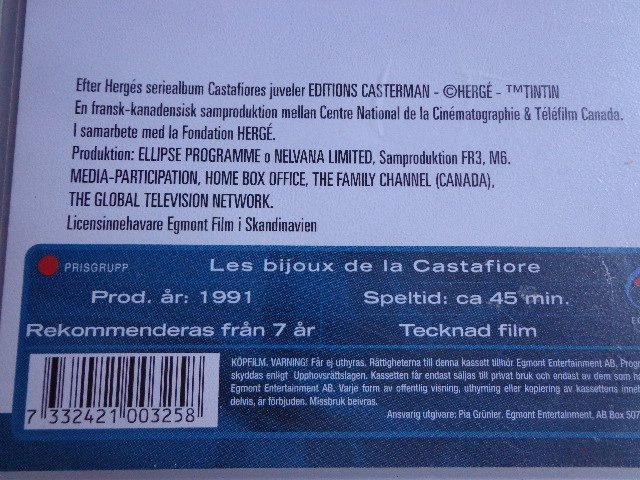 Efter Hergés seriealbum Castafiores juveler EDITIONS CASTERMAN - ©HERGÉ - ™TINTIN
En fransk-kanadensisk samproduktion mellan Centre National de la Cinématographie & Téléfilm Canada.
I samarbete med la Fondation HERGÉ.
Produktion: ELLIPSE PROGRAMME o NELVANA LIMITED, Samproduktion FR3, M6.
MEDIA-PARTICIPATION, HOME BOX OFFICE, THE FAMILY CHANNEL (CANADA),
THE GLOBAL TELEVISION NETWORK.
Licensinnehavare Egmont Film i Skandinavien
PRISGRUPP Les bijoux de la Castafiore
Prod. år: 1991 Speltid: ca 45 min.
Rekommenderas från 7 år Tecknad film
KÖPFILM. VARNING! Får ej uthyras. Rättigheterna till denna kassett tillhör Egmont Entertainment AB,
skyddas enligt Upphovsrättslagen. Kassetten får endast säljas till privat bruk och endast av dem som
Egmont Entertainment AB. Varje form av offentlig visning, uthyrning eller kopiering av kassettens
delvis, är förbjuden. Missbruk beivras.
Ansvarig utgivare: Pia Grünler. Egmont Entertainment. AB Box 507
7 332421 003258